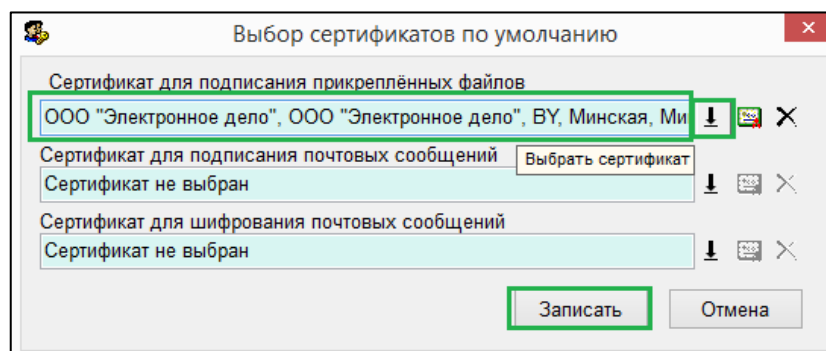 Выбор сертификатов по умолчанию
Сертификат для подписания прикреплённых файлов
ООО "Электронное дело", ООО "Электронное дело", BY, Минская, Ми
Сертификат для подписания почтовых сообщений
Выбрать сертификат
Сертификат не выбран
Сертификат для шифрования почтовых сообщений
Сертификат не выбран
Записать
Отмена